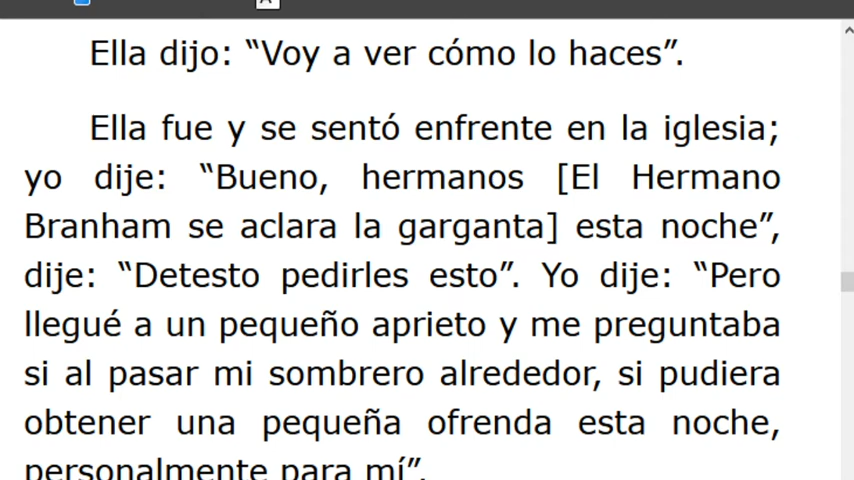 Ella dijo: “Voy a ver cómo lo haces”.
Ella fue y se sentó enfrente en la iglesia;
yo dije: “Bueno, hermanos [El Hermano
Branham se aclara la garganta] esta noche”,
dije: “Detesto pedirles esto”. Yo dije: “Pero
llegué a un pequeño aprieto y me preguntaba
si al pasar mi sombrero alrededor, si pudiera
obtener una pequeña ofrenda esta noche,
personalmente para mí”.